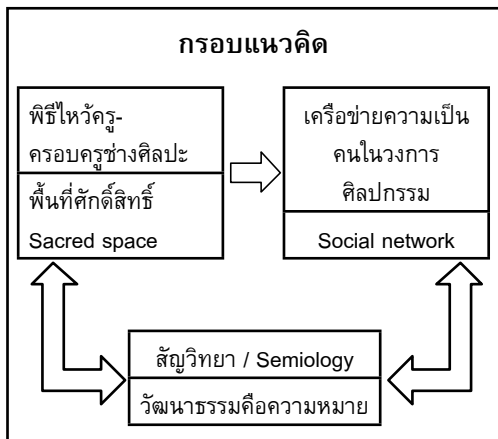 กรอบแนวคิด
พิธีไหว้ครู-
ครอบครูช่างศิลปะ
พื้นที่ศักดิ์สิทธิ์
Sacred space
เครือข่ายความเป็น
คนในวงการ
ศิลปกรรม
Social network
สัญวิทยา / Semiology
วัฒนาธรรมคือความหมาย